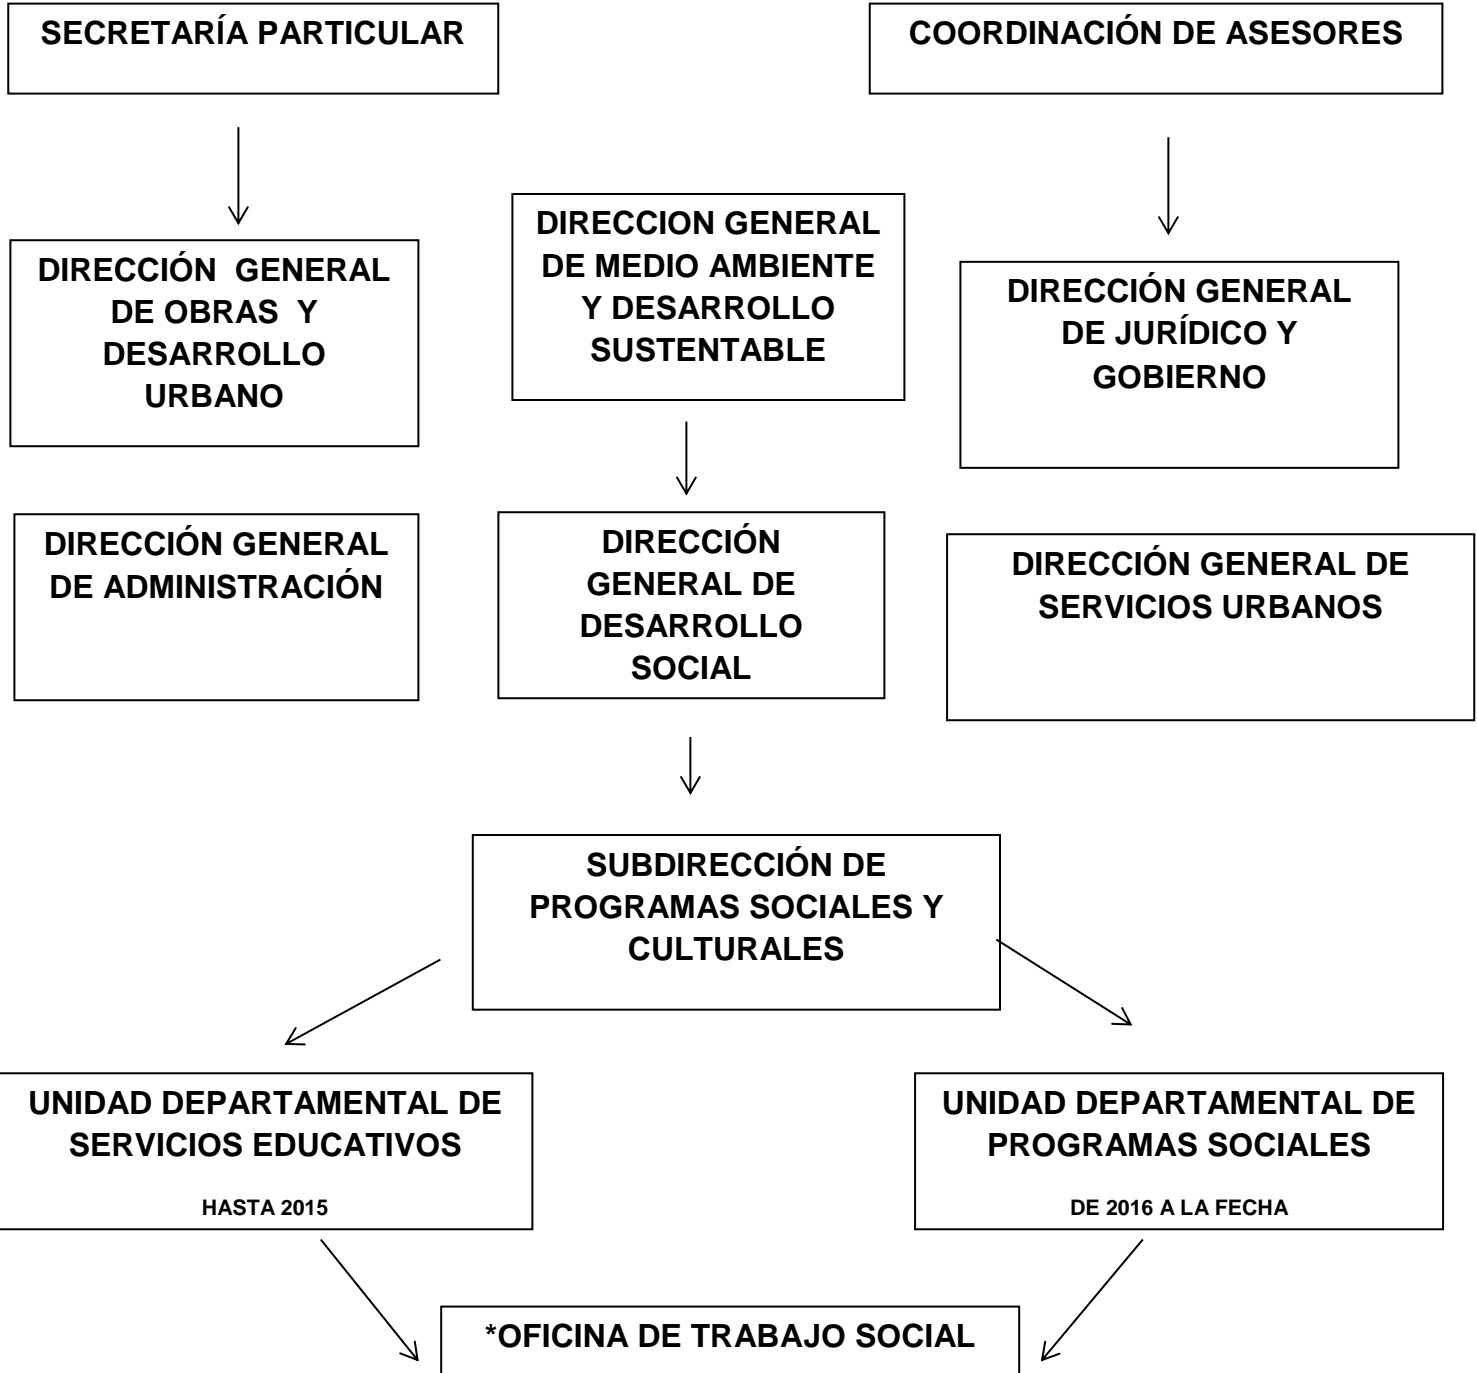 SECRETARÍA PARTICULAR
COORDINACIÓN DE ASESORES
DIRECCIÓN GENERAL
DE OBRAS Y
DESARROLLO
URBANO
DIRECCION GENERAL
DE MEDIO AMBIENTE
Y DESARROLLO
SUSTENTABLE
DIRECCIÓN GENERAL
DE JURÍDICO Y
GOBIERNO
DIRECCIÓN GENERAL
DE ADMINISTRACIÓN
DIRECCIÓN
GENERAL DE
DESARROLLO
SOCIAL
DIRECCIÓN GENERAL DE
SERVICIOS URBANOS
SUBDIRECCIÓN DE
PROGRAMAS SOCIALES Y
CULTURALES
UNIDAD DEPARTAMENTAL DE
SERVICIOS EDUCATIVOS
HASTA 2015
UNIDAD DEPARTAMENTAL DE
PROGRAMAS SOCIALES
DE 2016 A LA FECHA
*OFICINA DE TRABAJO SOCIAL